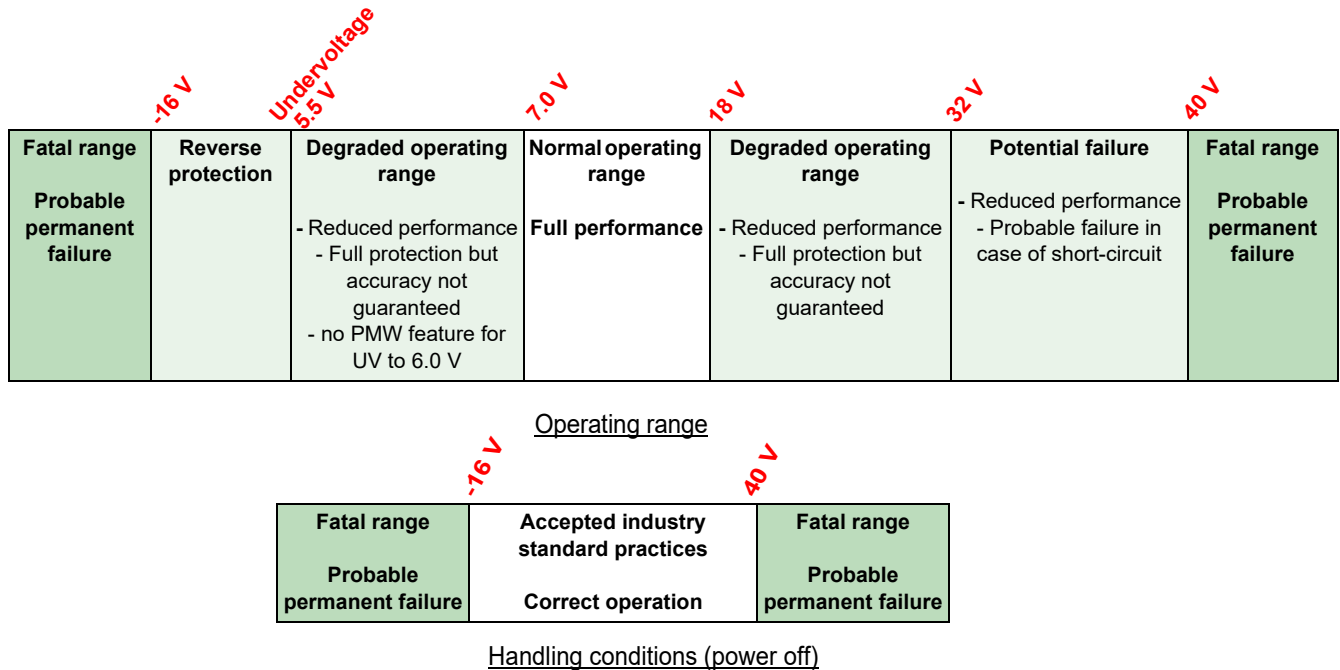 -16 V
Undervoltage
5.5 V
7.0 V
18 V
32 V
40 V
Fatal range
Probable
permanent
failure
Reverse
protection
Degraded operating
range
- Reduced performance
- Full protection but
accuracy not
guaranteed
- no PMW feature for
UV to 6.0 V
Normal operating
range
Full performance
Degraded operating
range
- Reduced performance
- Full protection but
accuracy not
guaranteed
Potential failure
- Reduced performance
- Probable failure in
case of short-circuit
Fatal range
Probable
permanent
failure
Operating range
-16 V
40 V
Fatal range
Probable
permanent failure
Accepted industry
standard practices
Correct operation
Fatal range
Probable
permanent failure
Handling conditions (power off)